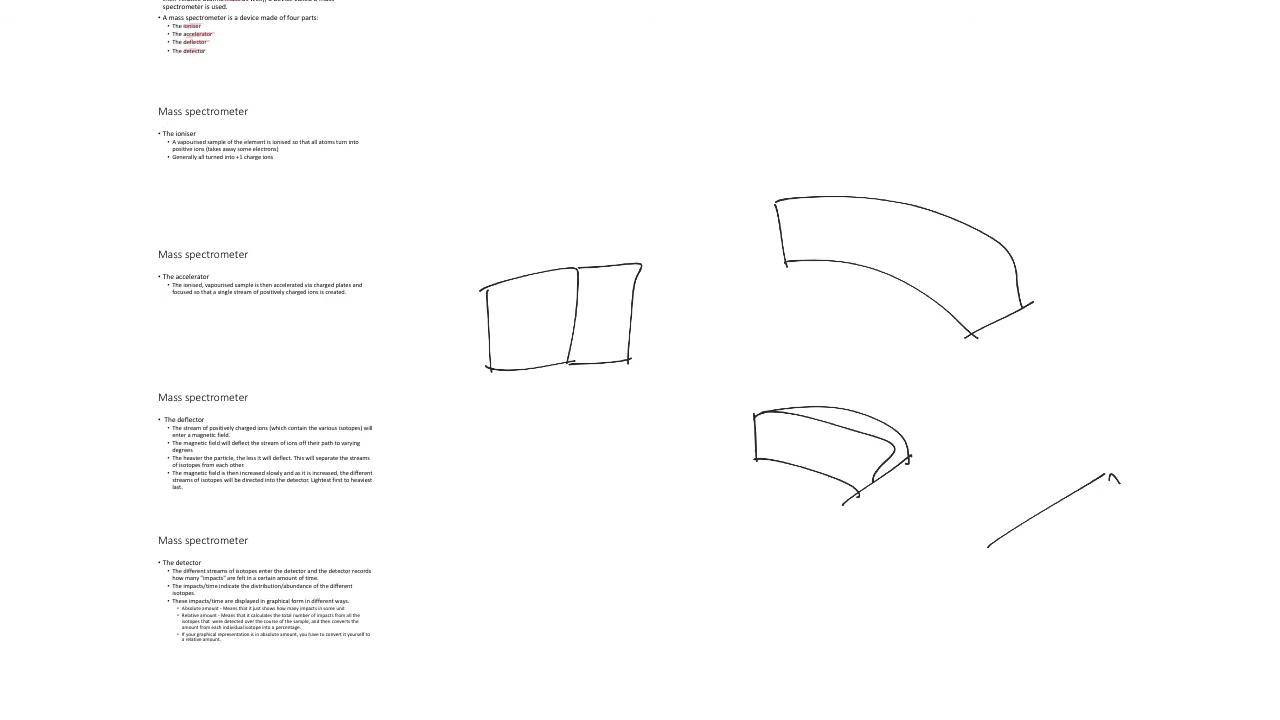 spectrometer is used.
• A mass spectrometer is a device made of four parts:
• The ioniser
• The accelerator
• The deflector
• The detector
Mass spectrometer
• The ioniser
• A vapourised sample of the element is ionised so that all atoms turn into
positive ions (takes away some electrons)
• Generally all turned into +1 charge ions
Mass spectrometer
• The accelerator
• The ionised, vapourised sample is then accelerated via charged plates and
focused so that a single stream of positively charged ions is created.
Mass spectrometer
• The deflector
• The stream of positively charged ions (which contain the various isotopes) will
enter a magnetic field.
• The magnetic field will deflect the stream of ions off their path to varying
degrees
• The heavier the particle, the less it will deflect. This will separate the streams
of isotopes from each other.
• The magnetic field is then increased slowly and as it is increased, the different
streams of isotopes will be directed into the detector. Lightest first to heaviest
last.
Mass spectrometer
• The detector
• The different streams of isotopes enter the detector and the detector records
how many "impacts" are felt in a certain amount of time.
• The impacts/time indicate the distribution/abundance of the different
isotopes.
• These impacts/time are displayed in graphical form in different ways.
• Absolute amount - Means that it just shows how many impacts in some unit
• Relative amount - Means that it calculates the total number of impacts from all the
isotopes that were detected over the course of the sample, and then converts the
amount from each individual isotope into a percentage.
• If your graphical representation is in absolute amount, you have to convert it yourself to
a relative amount.